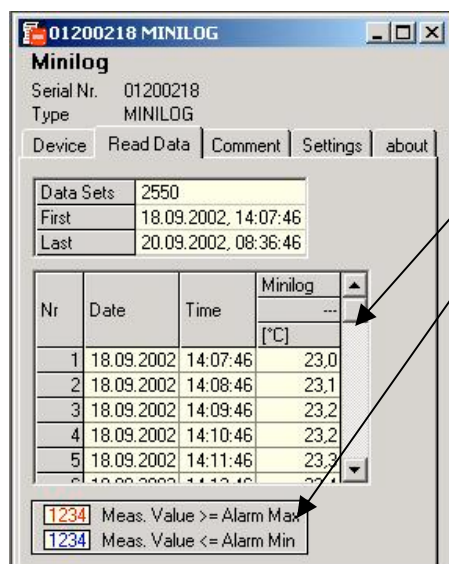 01200218 MINILOG
Minilog
Serial Nr. 01200218
Type MINILOG
Device Read Data Comment Settings about
Data Sets 2550
First 18.09.2002, 14:07:46
Last 20.09.2002, 08:36:46
Nr Date Time Minilog
---
[°C]
1 18.09.2002 14:07:46 23,0
2 18.09.2002 14:08:46 23,1
3 18.09.2002 14:09:46 23,2
4 18.09.2002 14:10:46 23,2
5 18.09.2002 14:11:46 23,3
1234 Meas. Value >= Alarm Max
1234 Meas. Value <= Alarm Min